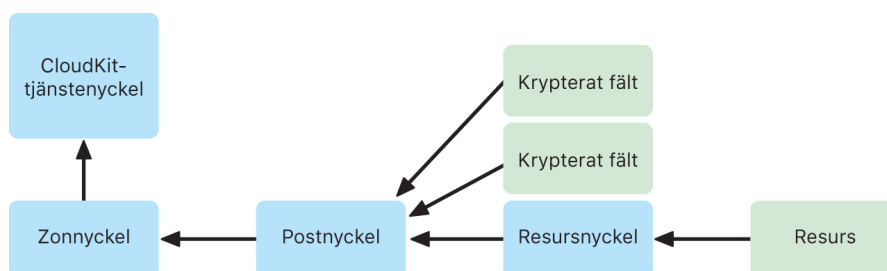 CloudKit-
tjänstenyckel
Krypterat fält
Krypterat fält
Zonnyckel
Postnyckel
Resursnyckel
Resurs